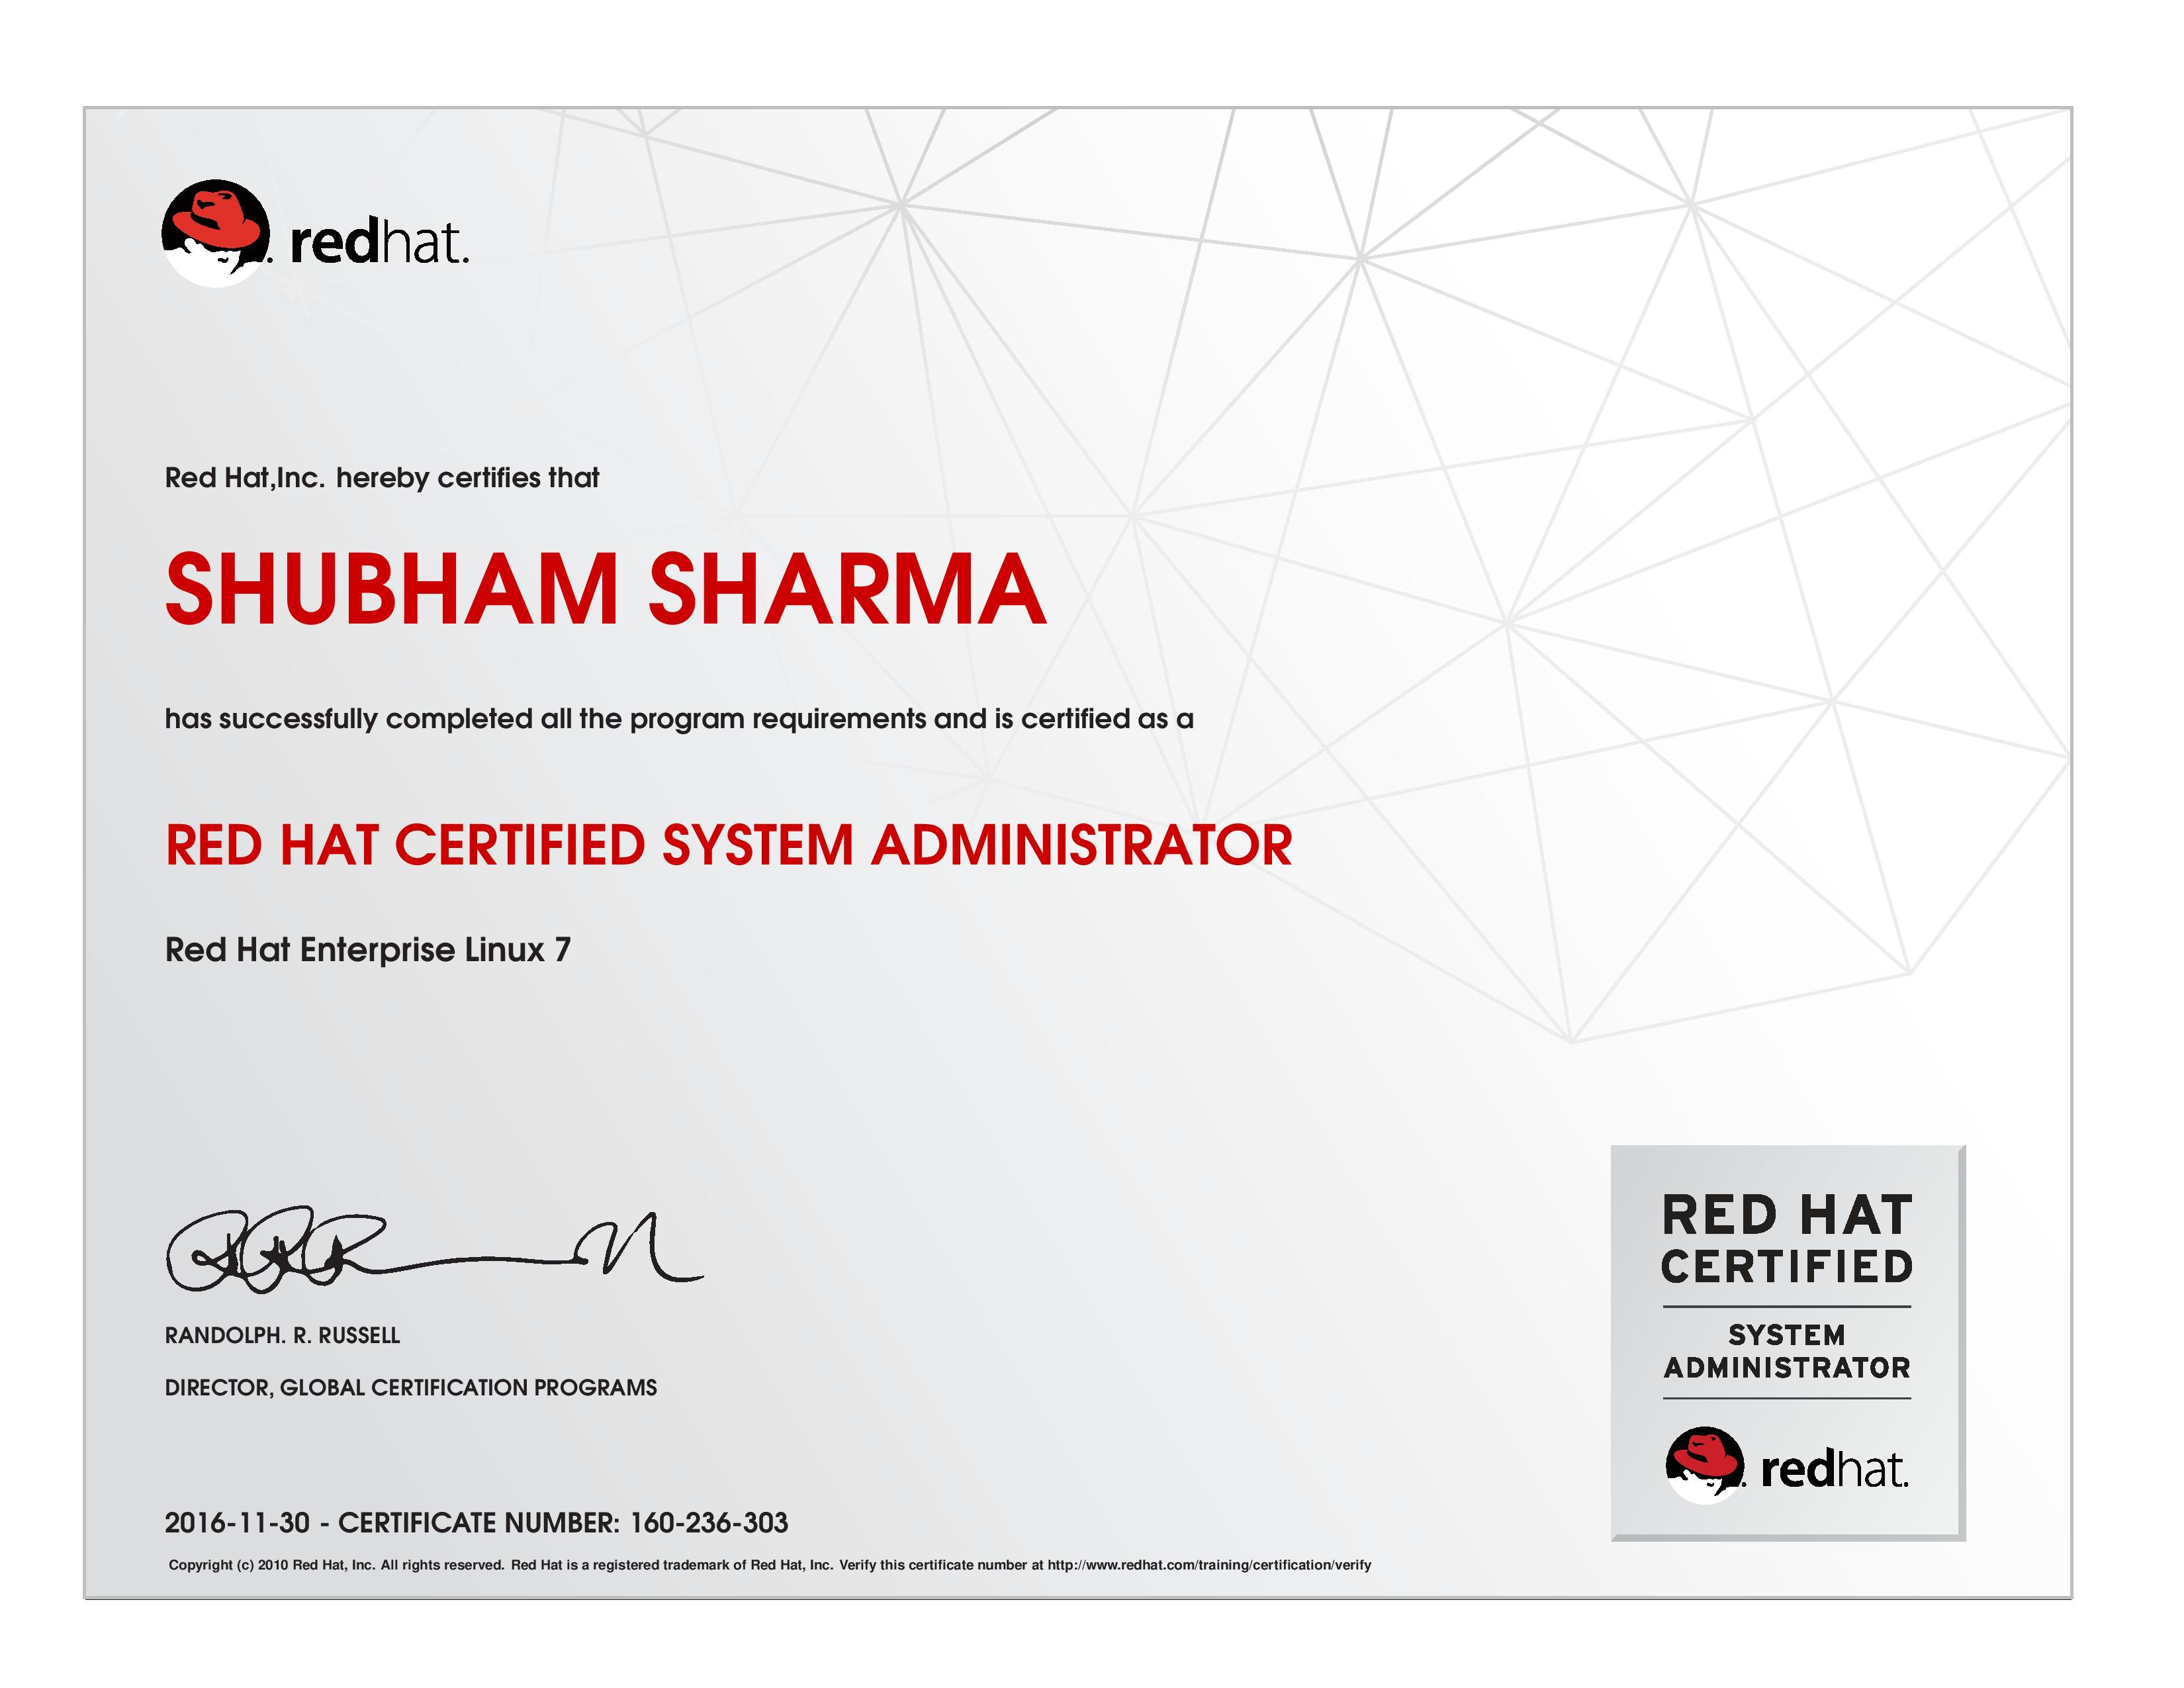 redhat.
Red Hat,Inc. hereby certifies that
SHUBHAM SHARMA
has successfully completed all the program requirements and is certified as a
RED HAT CERTIFIED SYSTEM ADMINISTRATOR
Red Hat Enterprise Linux 7
RANDOLPH. R. RUSSELL
DIRECTOR, GLOBAL CERTIFICATION PROGRAMS
2016-11-30 - CERTIFICATE NUMBER: 160-236-303
Copyright (c) 2010 Red Hat, Inc. All rights reserved. Red Hat is a registered trademark of Red Hat, Inc. Verify this certificate number at http://www.redhat.com/training/certification/verify
RED HAT
CERTIFIED
SYSTEM
ADMINISTRATOR
redhat.